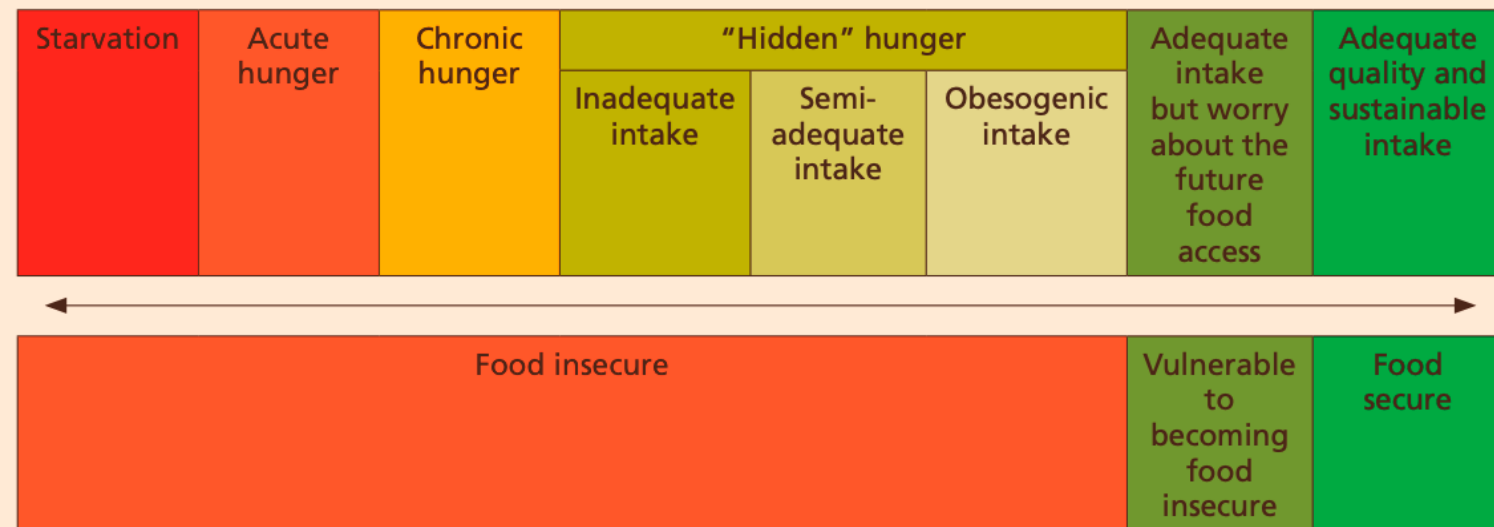 Starvation
Acute
hunger
Chronic
hunger
“Hidden” hunger
Inadequate
intake
Semi-
adequate
intake
Obesogenic
intake
Adequate
intake
but worry
about the
future
food
access
Adequate
quality and
sustainable
intake
Food insecure
Vulnerable
to
becoming
food
insecure
Food
secure